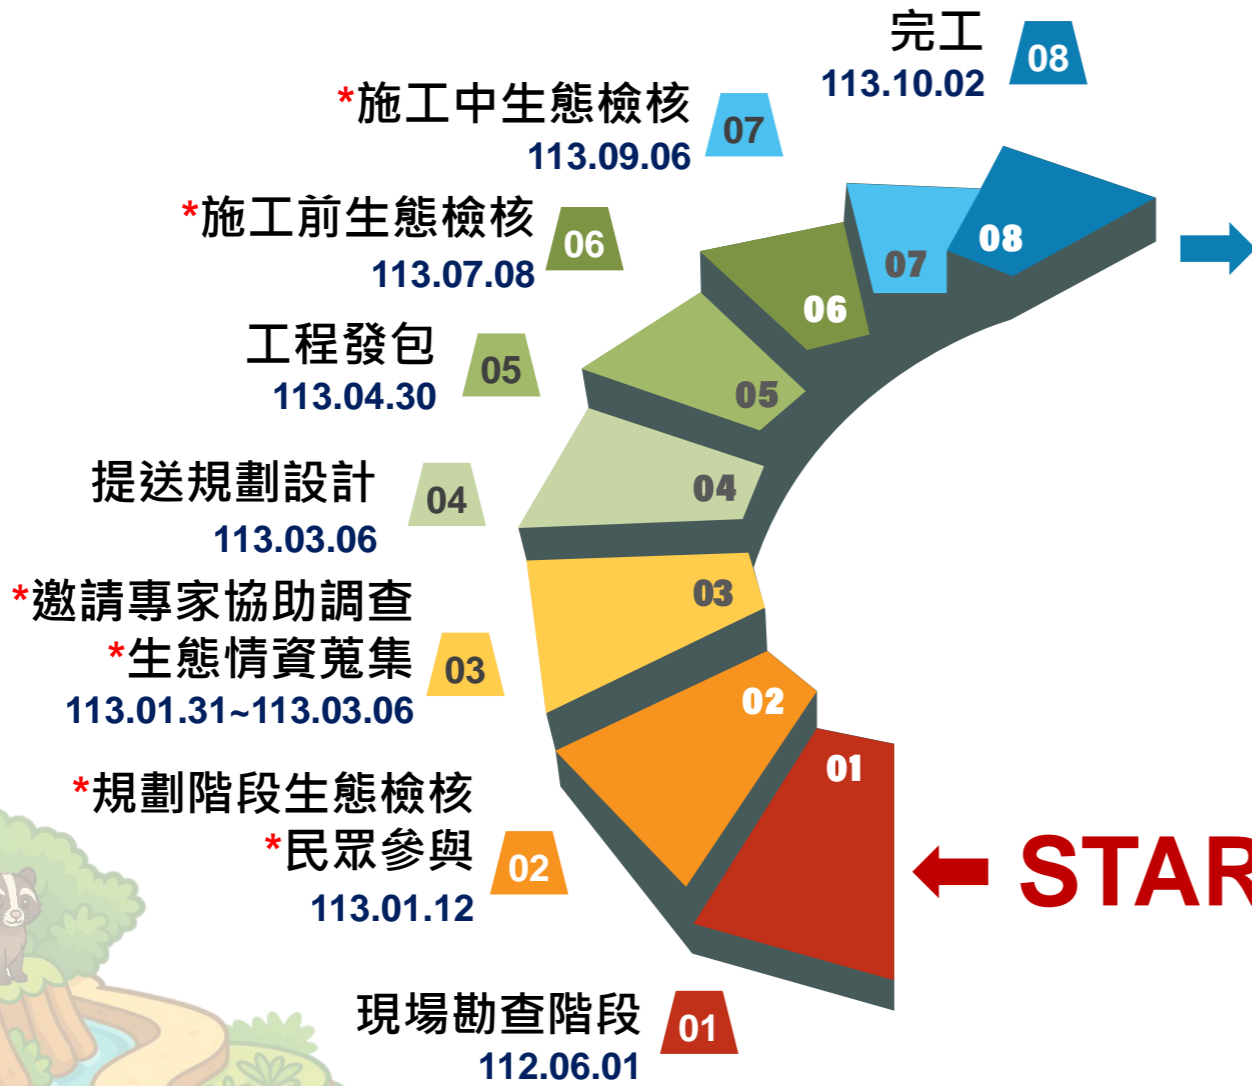 完工
08
113.10.02
*施工中生態檢核
07
113.09.06
*施工前生態檢核
06
113.07.08
工程發包
05
113.04.30
提送規劃設計
04
113.03.06
*邀請專家協助調查
*生態情資蒐集
03
113.01.31~113.03.06
*規劃階段生態檢核
*民眾參與
02
113.01.12
現場勘查階段
01
112.06.01
08
07
06
05
04
03
02
01
STAR